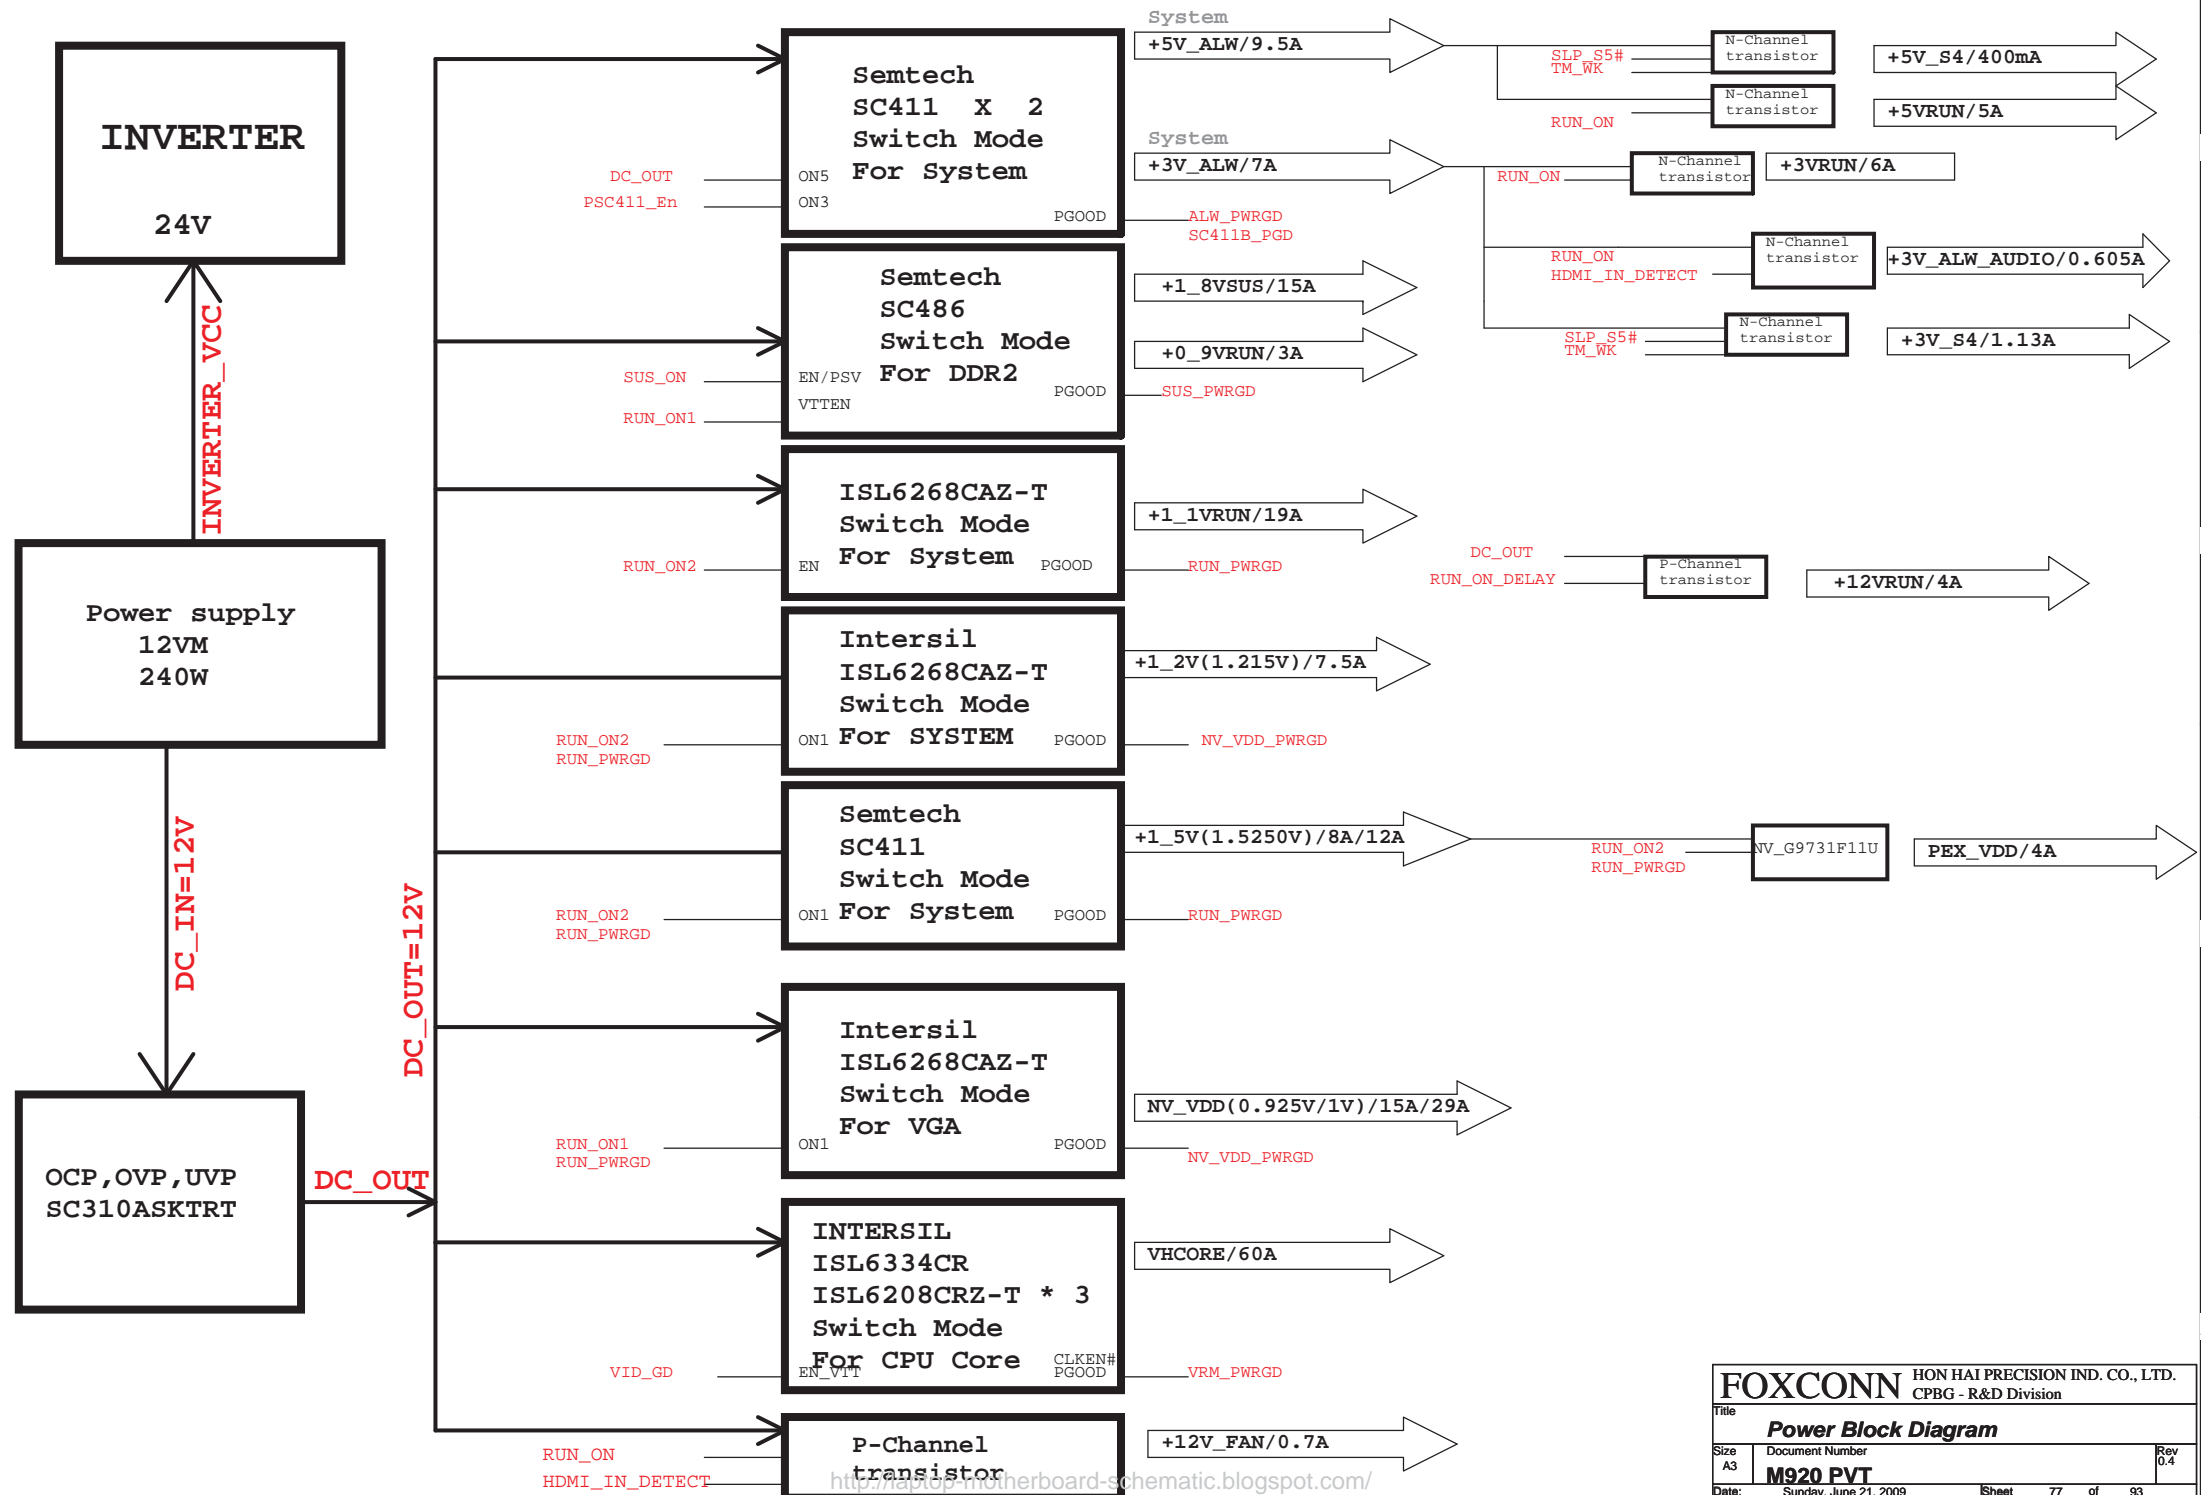 INVERTER
24V
INVERTER_VCC
Power supply
12VM
240W
DC_IN=12V
OCP,OVP,UVP
SC310ASKTRT
DC_OUT
DC_OUT=12V
Semtech
SC411 X 2
Switch Mode
For System
DC_OUT
ON5
PSC411_En
ON3
PGOOD
ALW_PWRGD
SC411B_PGD
System
+5V_ALW/9.5A
System
+3V_ALW/7A
SLP_S5#
TM_WK
N-Channel
transistor
+5V_S4/400mA
RUN_ON
N-Channel
transistor
+5VRUN/5A
RUN_ON
N-Channel
transistor
+3VRUN/6A
RUN_ON
HDMI_IN_DETECT
N-Channel
transistor
+3V_ALW_AUDIO/0.605A
SLP_S5#
TM_WK
N-Channel
transistor
+3V_S4/1.13A
Semtech
SC486
Switch Mode
For DDR2
SUS_ON
EN/PSV
VTTEN
RUN_ON1
PGOOD
SUS_PWRGD
+1_8VSUS/15A
+0_9VRUN/3A
ISL6268CAZ-T
Switch Mode
For System
RUN_ON2
EN
PGOOD
RUN_PWRGD
+1_1VRUN/19A
DC_OUT
RUN_ON_DELAY
P-Channel
transistor
+12VRUN/4A
Intersil
ISL6268CAZ-T
Switch Mode
For SYSTEM
RUN_ON2
RUN_PWRGD
ON1
PGOOD
NV_VDD_PWRGD
+1_2V(1.215V)/7.5A
Semtech
SC411
Switch Mode
For System
RUN_ON2
RUN_PWRGD
ON1
PGOOD
RUN_PWRGD
+1_5V(1.5250V)/8A/12A
RUN_ON2
RUN_PWRGD
NV_G9731F11U
PEX_VDD/4A
Intersil
ISL6268CAZ-T
Switch Mode
For VGA
RUN_ON1
RUN_PWRGD
ON1
PGOOD
NV_VDD_PWRGD
NV_VDD(0.925V/1V)/15A/29A
INTERSIL
ISL6334CR
ISL6208CRZ-T * 3
Switch Mode
For CPU Core
VID_GD
EN_VTT
CLKEN#
PGOOD
VRM_PWRGD
VHCORE/60A
P-Channel
transistor
RUN_ON
HDMI_IN_DETECT
+12V_FAN/0.7A
http://laptop-motherboard-schematic.blogspot.com/
FOXCONN
HON HAI PRECISION IND. CO., LTD.
CPBG - R&D Division
Title
Power Block Diagram
Size
A3
Document Number
M920 PVT
Rev
0.4
Date: Sunday, June 21, 2009 Sheet 77 of 93